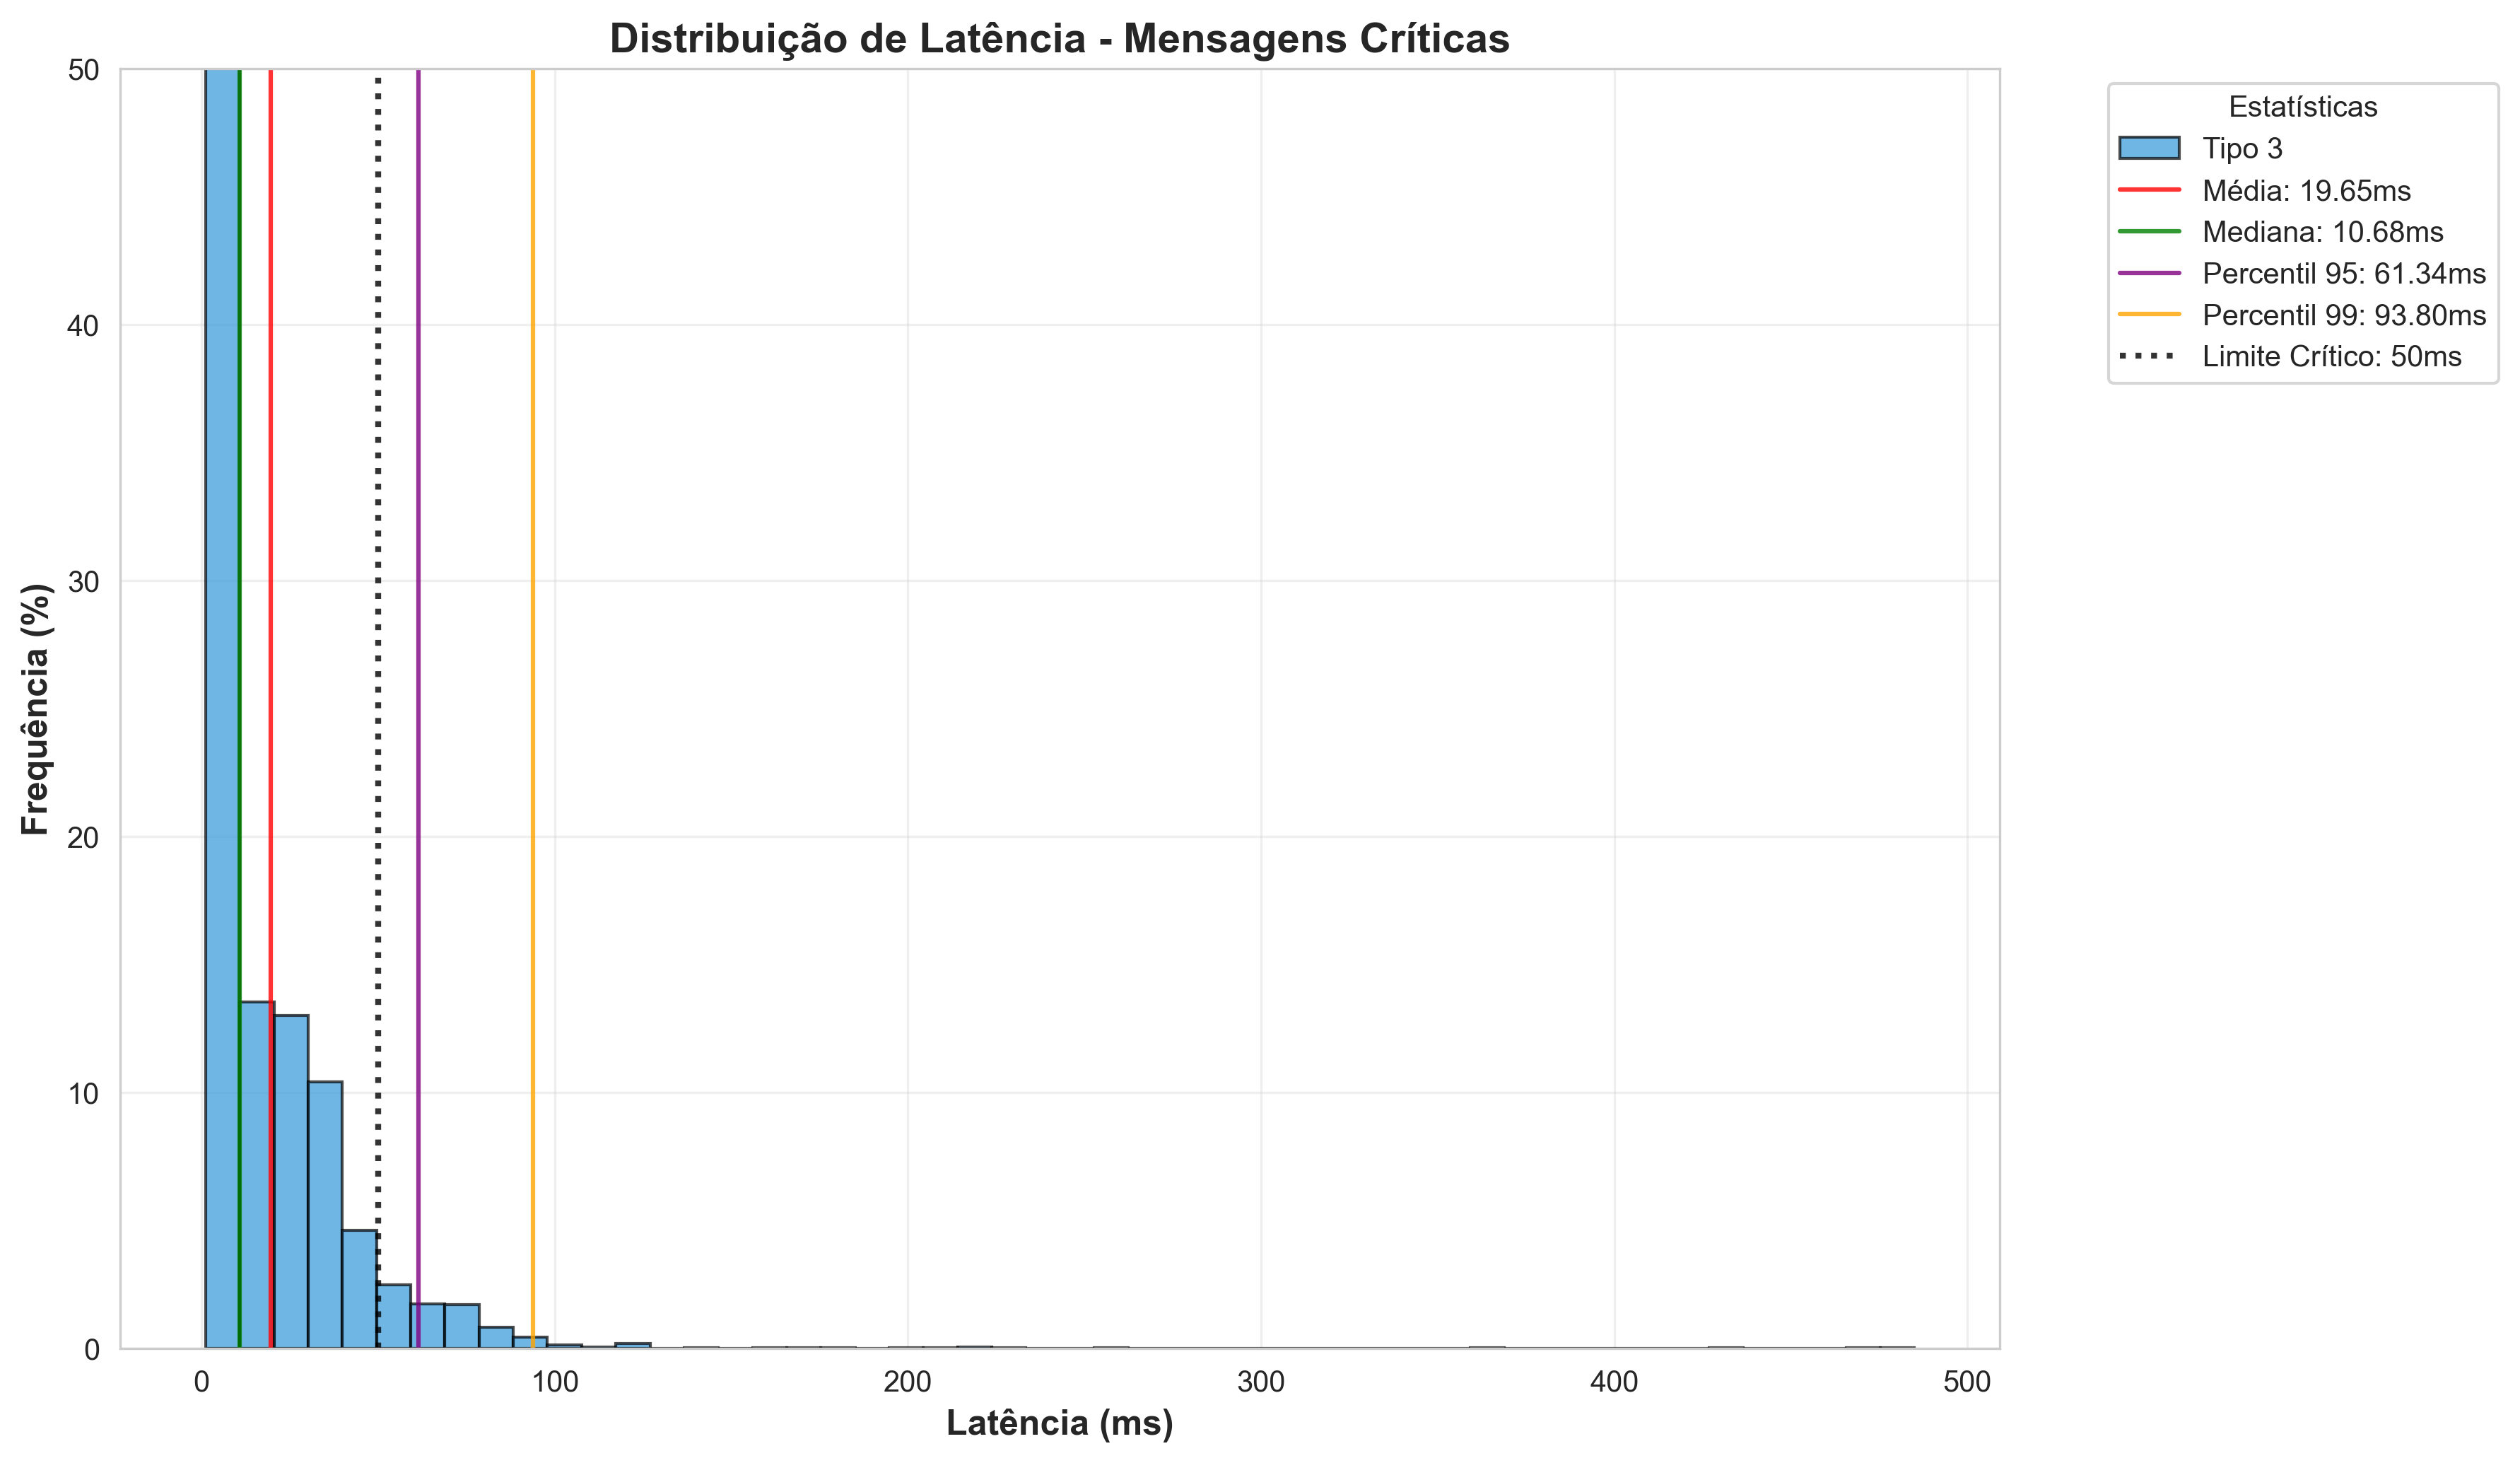 Distribuição de Latência - Mensagens Críticas
50
40
30
20
10
0
Frequência (%)
0 100 200 300 400 500
Latência (ms)
Estatísticas
Tipo 3
Média: 19.65ms
Mediana: 10.68ms
Percentil 95: 61.34ms
Percentil 99: 93.80ms
Limite Crítico: 50ms